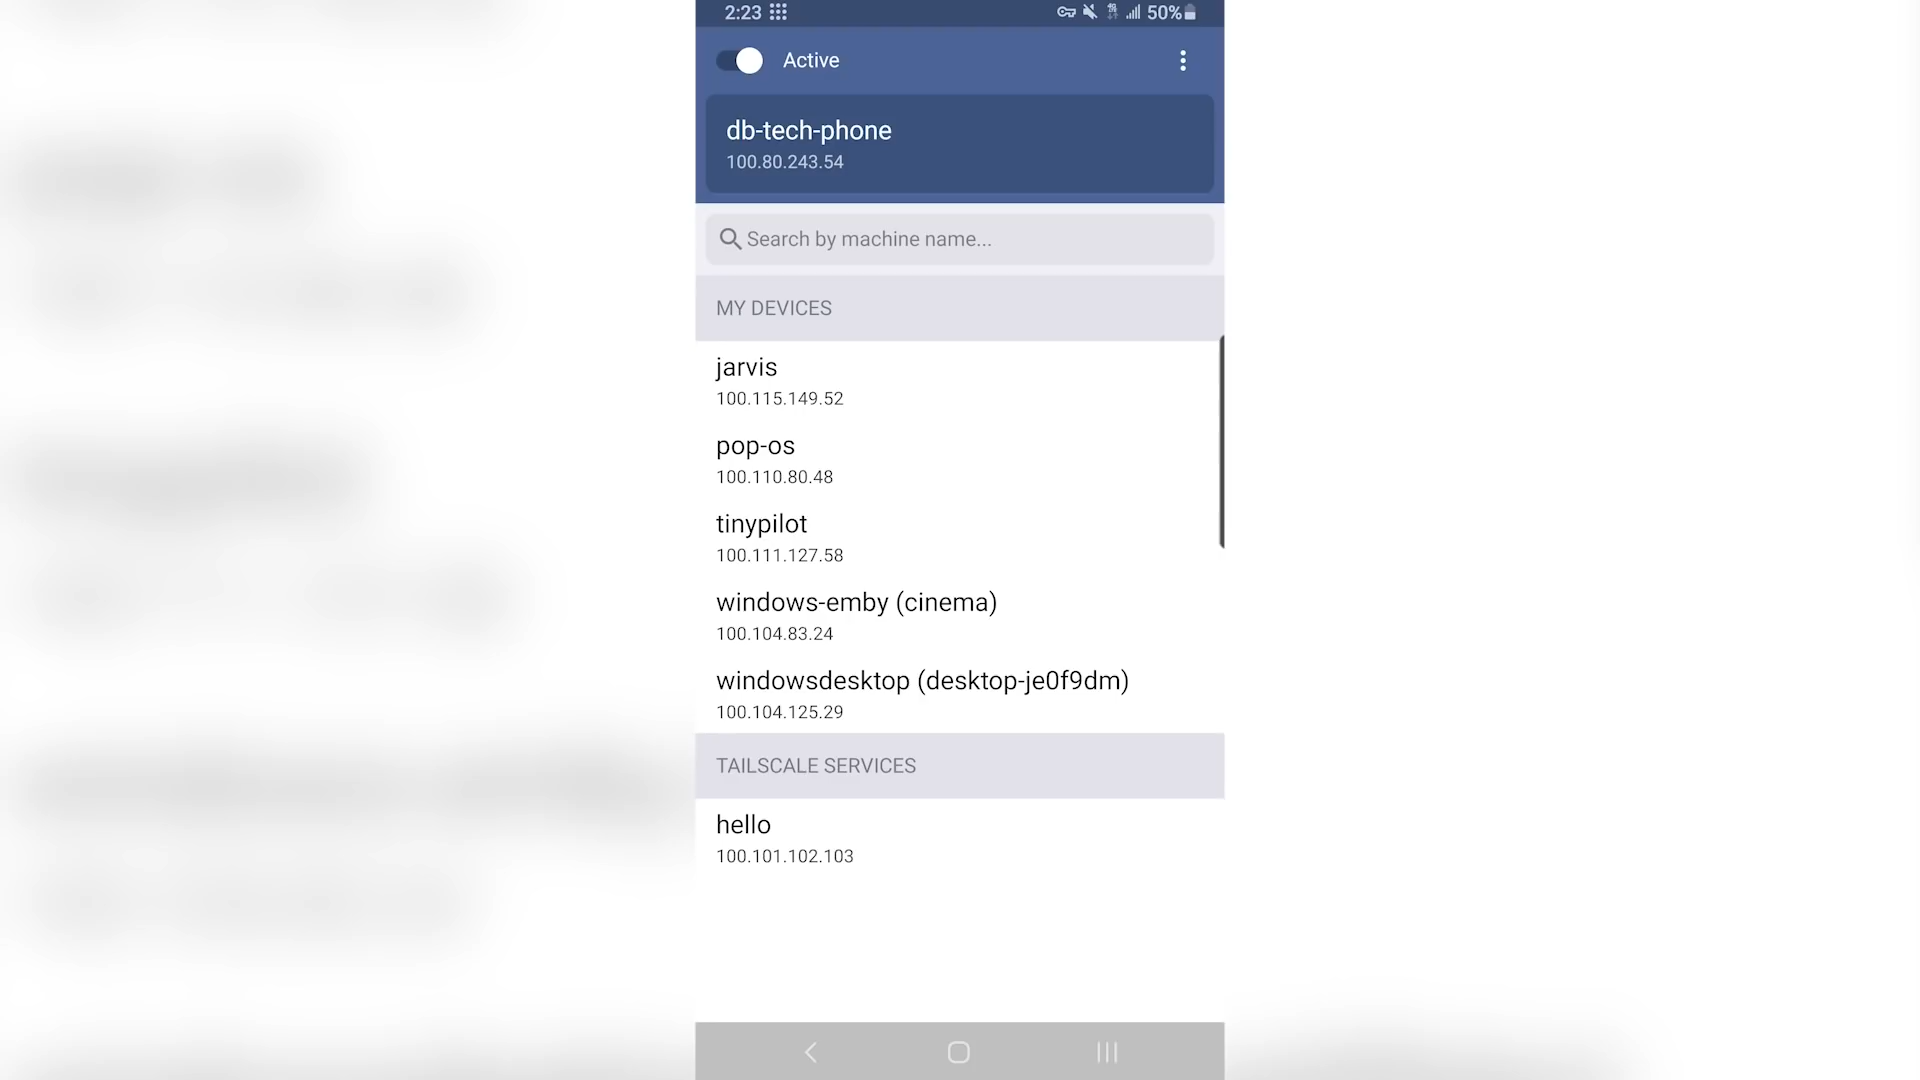 2:23 50%
Active
db-tech-phone
100.80.243.54
Search by machine name...
MY DEVICES
jarvis
100.115.149.52
pop-os
100.110.80.48
tinypilot
100.111.127.58
windows-emby (cinema)
100.104.83.24
windowsdesktop (desktop-je0f9dm)
100.104.125.29
TAILSCALE SERVICES
hello
100.101.102.103